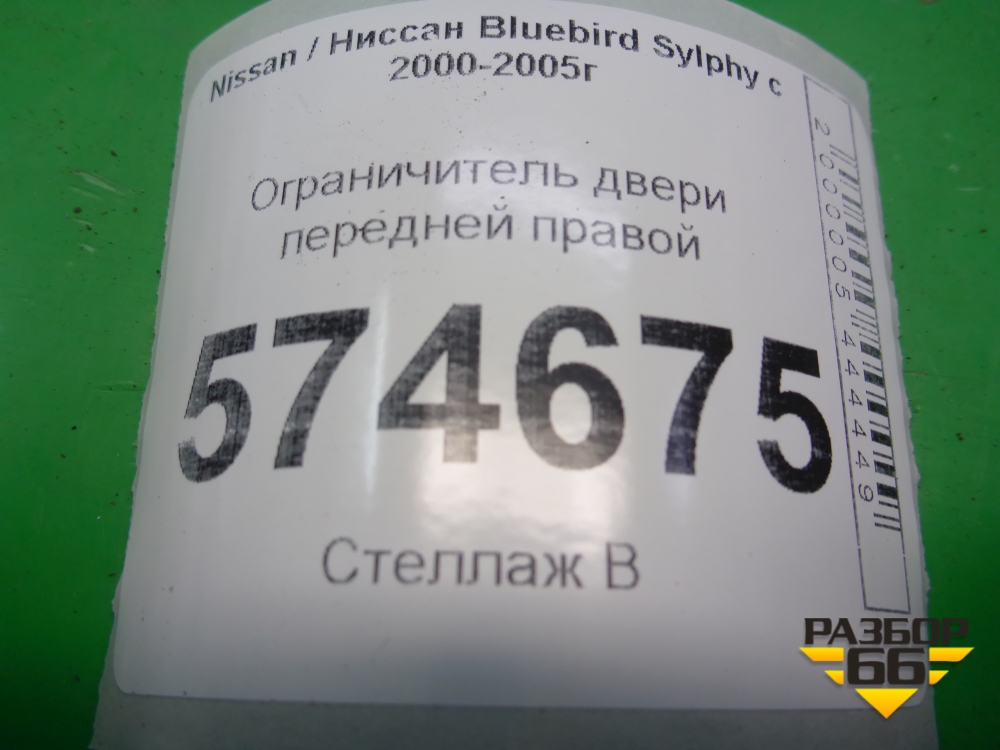 Nissan / Ниссан Bluebird Sylphy с
2000-2005г
Ограничитель двери
передней правой
574675
Стеллаж B
2000005444449
РАЗБОР
66